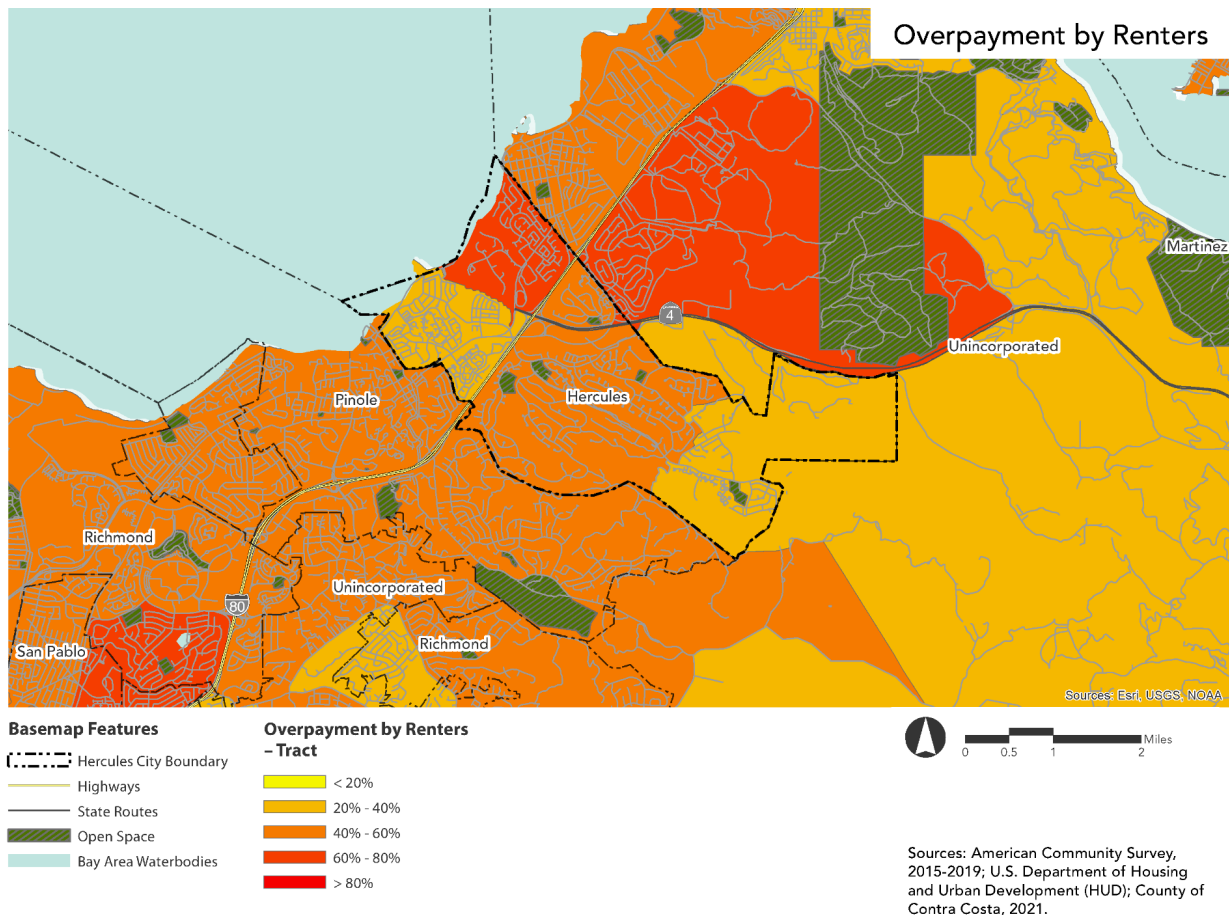 Overpayment by Renters
Martinez
4
Unincorporated
Hercules
Pinole
Richmond
Unincorporated
80
Richmond
San Pablo
Sources: Esri, USGS, NOAA
Basemap Features
Hercules City Boundary
Highways
State Routes
Open Space
Bay Area Waterbodies
Overpayment by Renters
– Tract
< 20%
20% - 40%
40% - 60%
60% - 80%
> 80%
0 0.5 1 2 Miles
Sources: American Community Survey,
2015-2019; U.S. Department of Housing
and Urban Development (HUD); County of
Contra Costa, 2021.